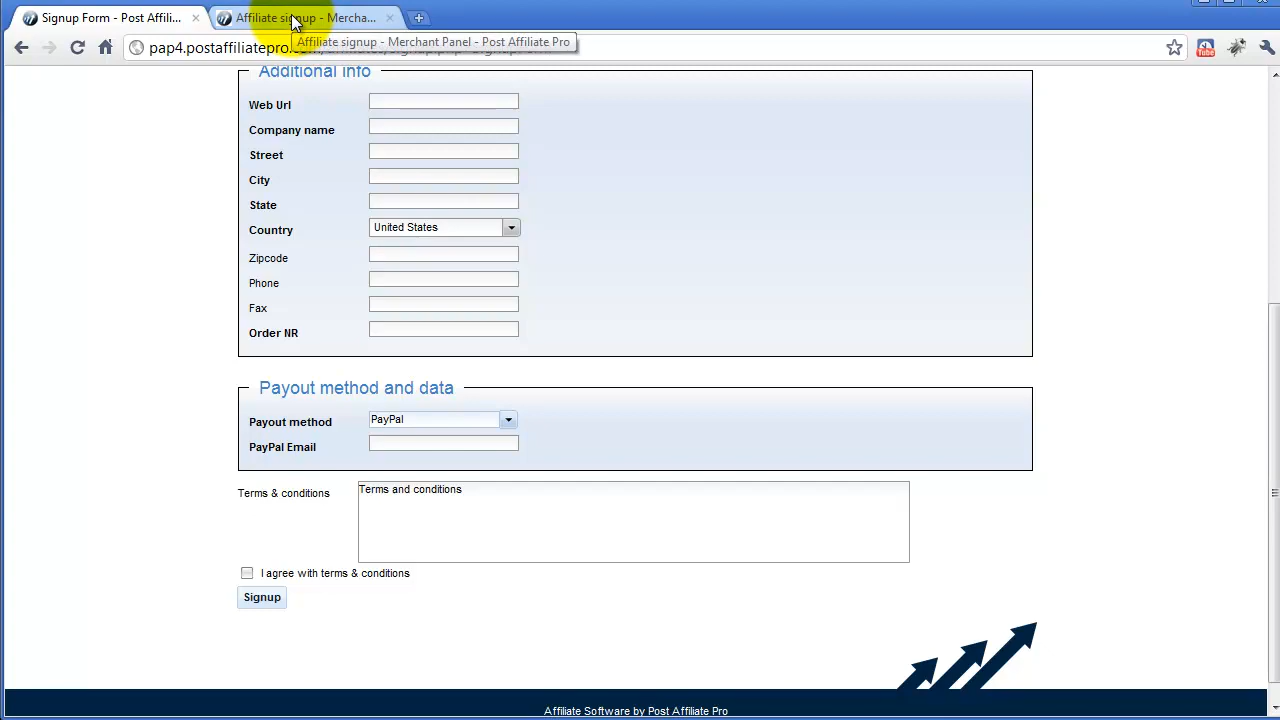 Signup Form - Post Affili...
Affiliate signup - Mercha...
Affiliate signup - Merchant Panel - Post Affiliate Pro
pap4.postaffiliatepro.
Additional info
Web Url
Company name
Street
City
State
Country United States
Zipcode
Phone
Fax
Order NR
Payout method and data
Payout method PayPal
PayPal Email
Terms & conditions Terms and conditions
I agree with terms & conditions
Signup
Affiliate Software by Post Affiliate Pro